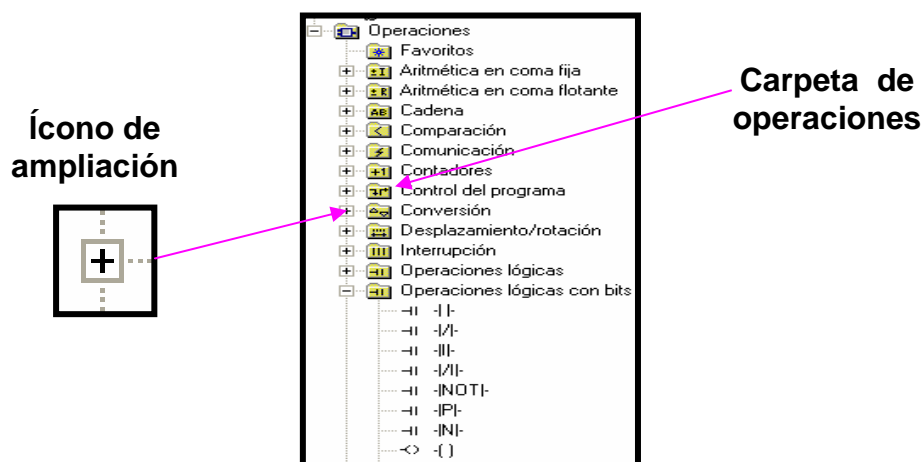 Operaciones
Favoritos
Aritmética en coma fija
Aritmética en coma flotante
Cadena
Comparación
Comunicación
Contadores
Control del programa
Conversión
Desplazamiento/rotación
Interrupción
Operaciones lógicas
Operaciones lógicas con bits
-| |-
-|/|-
-|I|-
-|/I|-
-|NOT|-
-|P|-
-|N|-
-( )
Ícono de
ampliación
Carpeta de
operaciones